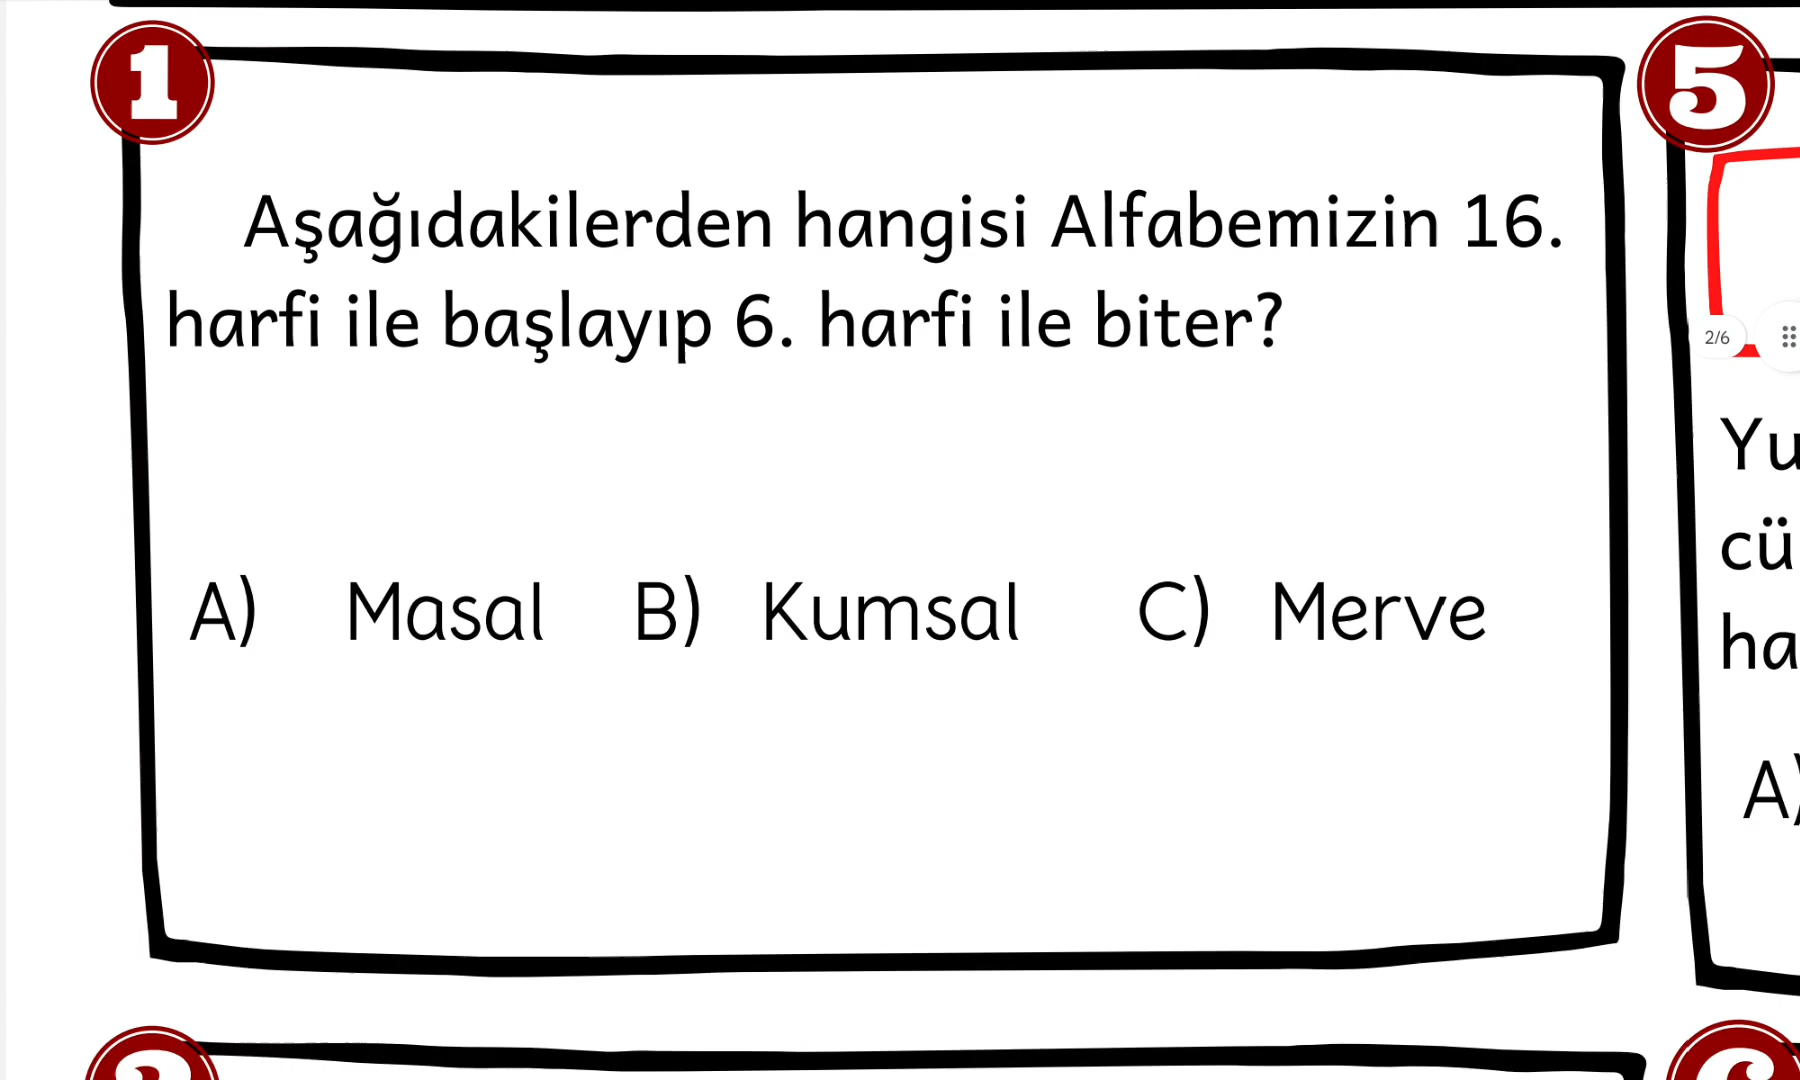 1
Aşağıdakilerden hangisi Alfabemizin 16.
harfi ile başlayıp 6. harfi ile biter?
A) Masal B) Kumsal C) Merve
5
2/6
Yu
cü
ha
A)